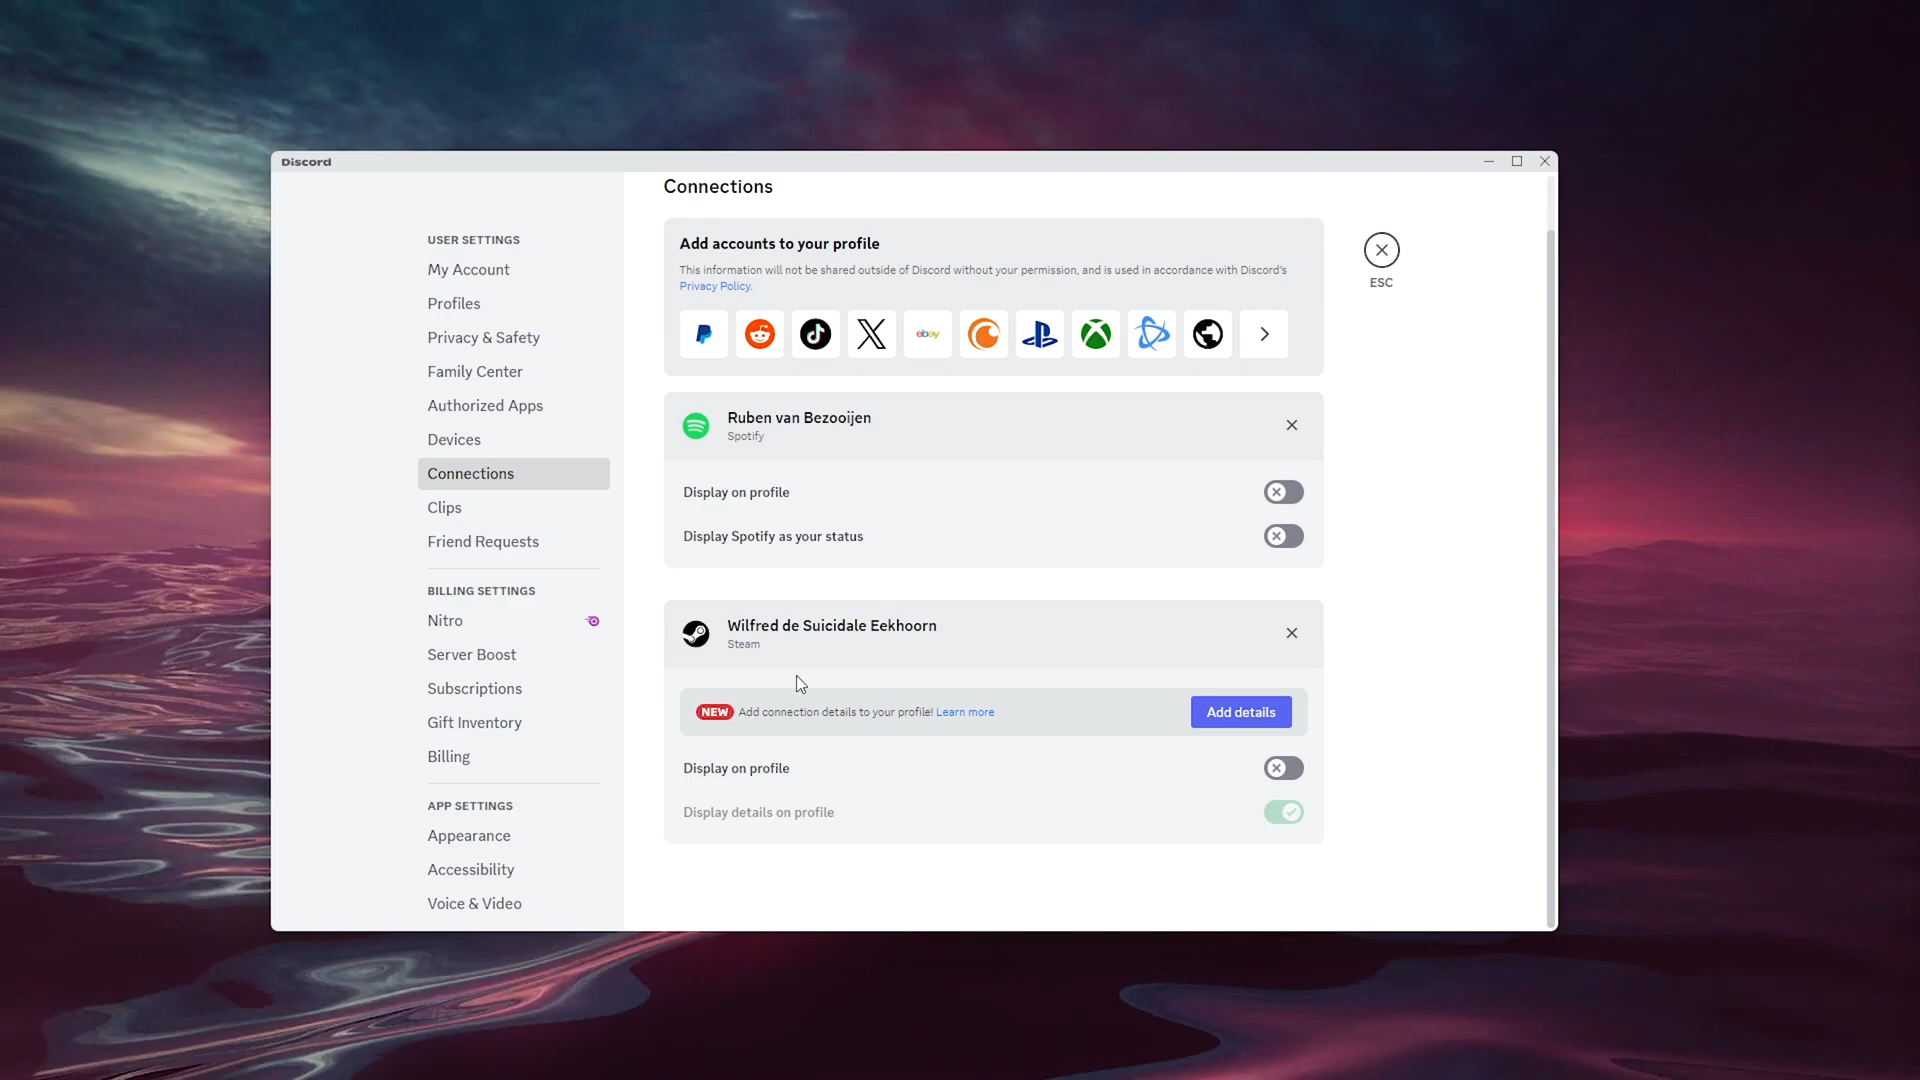 Discord
USER SETTINGS
My Account
Profiles
Privacy & Safety
Family Center
Authorized Apps
Devices
Connections
Clips
Friend Requests
BILLING SETTINGS
Nitro
Server Boost
Subscriptions
Gift Inventory
Billing
APP SETTINGS
Appearance
Accessibility
Voice & Video
Connections
Add accounts to your profile
This information will not be shared outside of Discord without your permission, and is used in accordance with Discord's
Privacy Policy.
ebay
Ruben van Bezooijen
Spotify
Display on profile
Display Spotify as your status
Wilfred de Suicidale Eekhoorn
Steam
NEW Add connection details to your profile! Learn more
Add details
Display on profile
Display details on profile
ESC